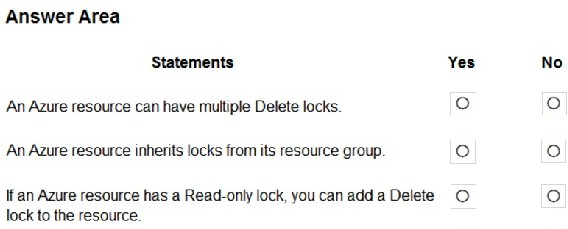 Answer Area
Statements Yes No
An Azure resource can have multiple Delete locks.
An Azure resource inherits locks from its resource group.
If an Azure resource has a Read-only lock, you can add a Delete
lock to the resource.